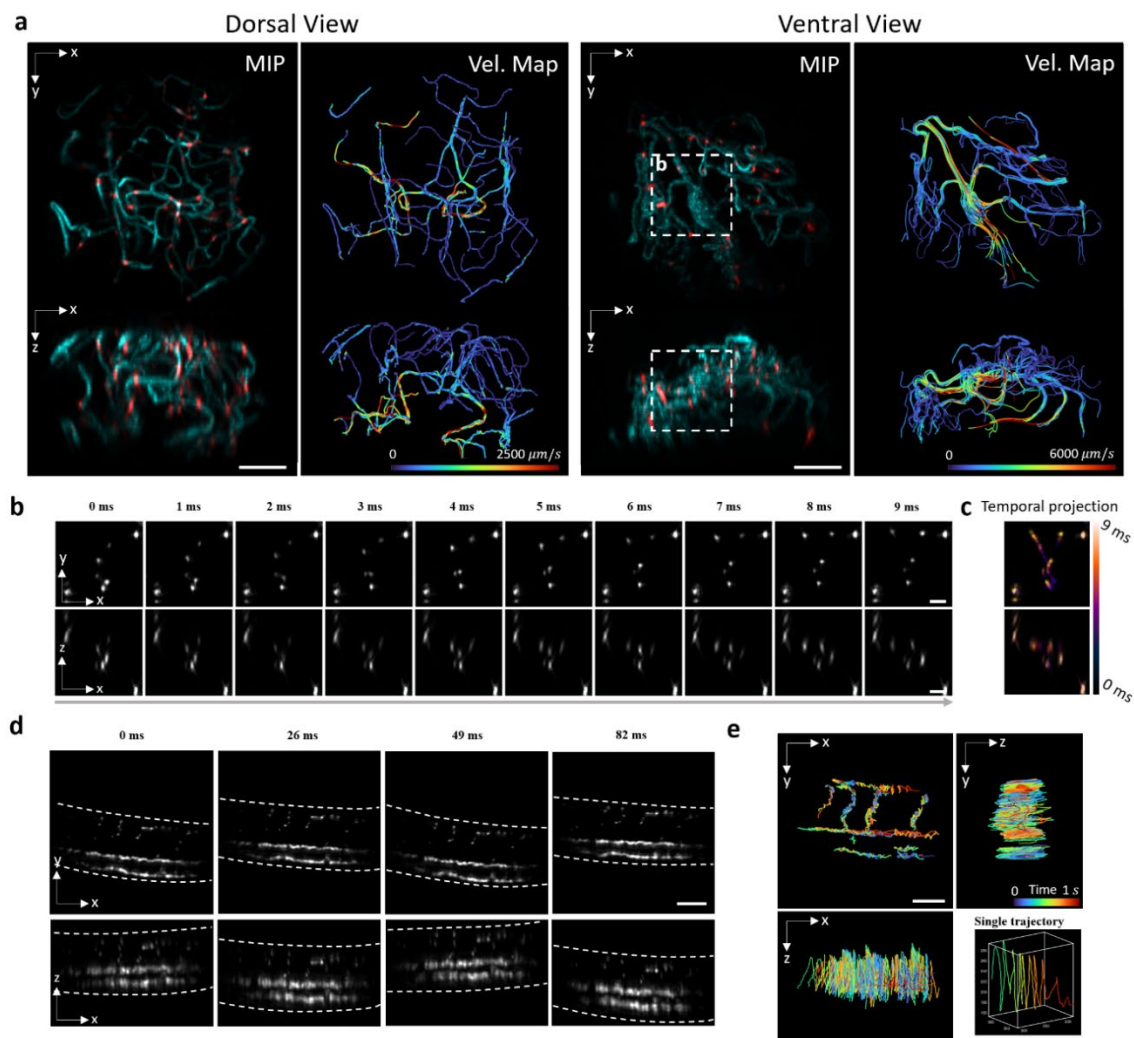 a
Dorsal View
Ventral View
x
y
MIP
Vel. Map
x
y
MIP
Vel. Map
b
x
z
x
z
0 2500 μm/s
0 6000 μm/s
b
0 ms 1 ms 2 ms 3 ms 4 ms 5 ms 6 ms 7 ms 8 ms 9 ms
y
x
z
x
c
Temporal projection
9 ms
0 ms
d
0 ms 26 ms 49 ms 82 ms
y
x
z
x
e
x
y
z
y
0 Time 1 s
x
z
Single trajectory